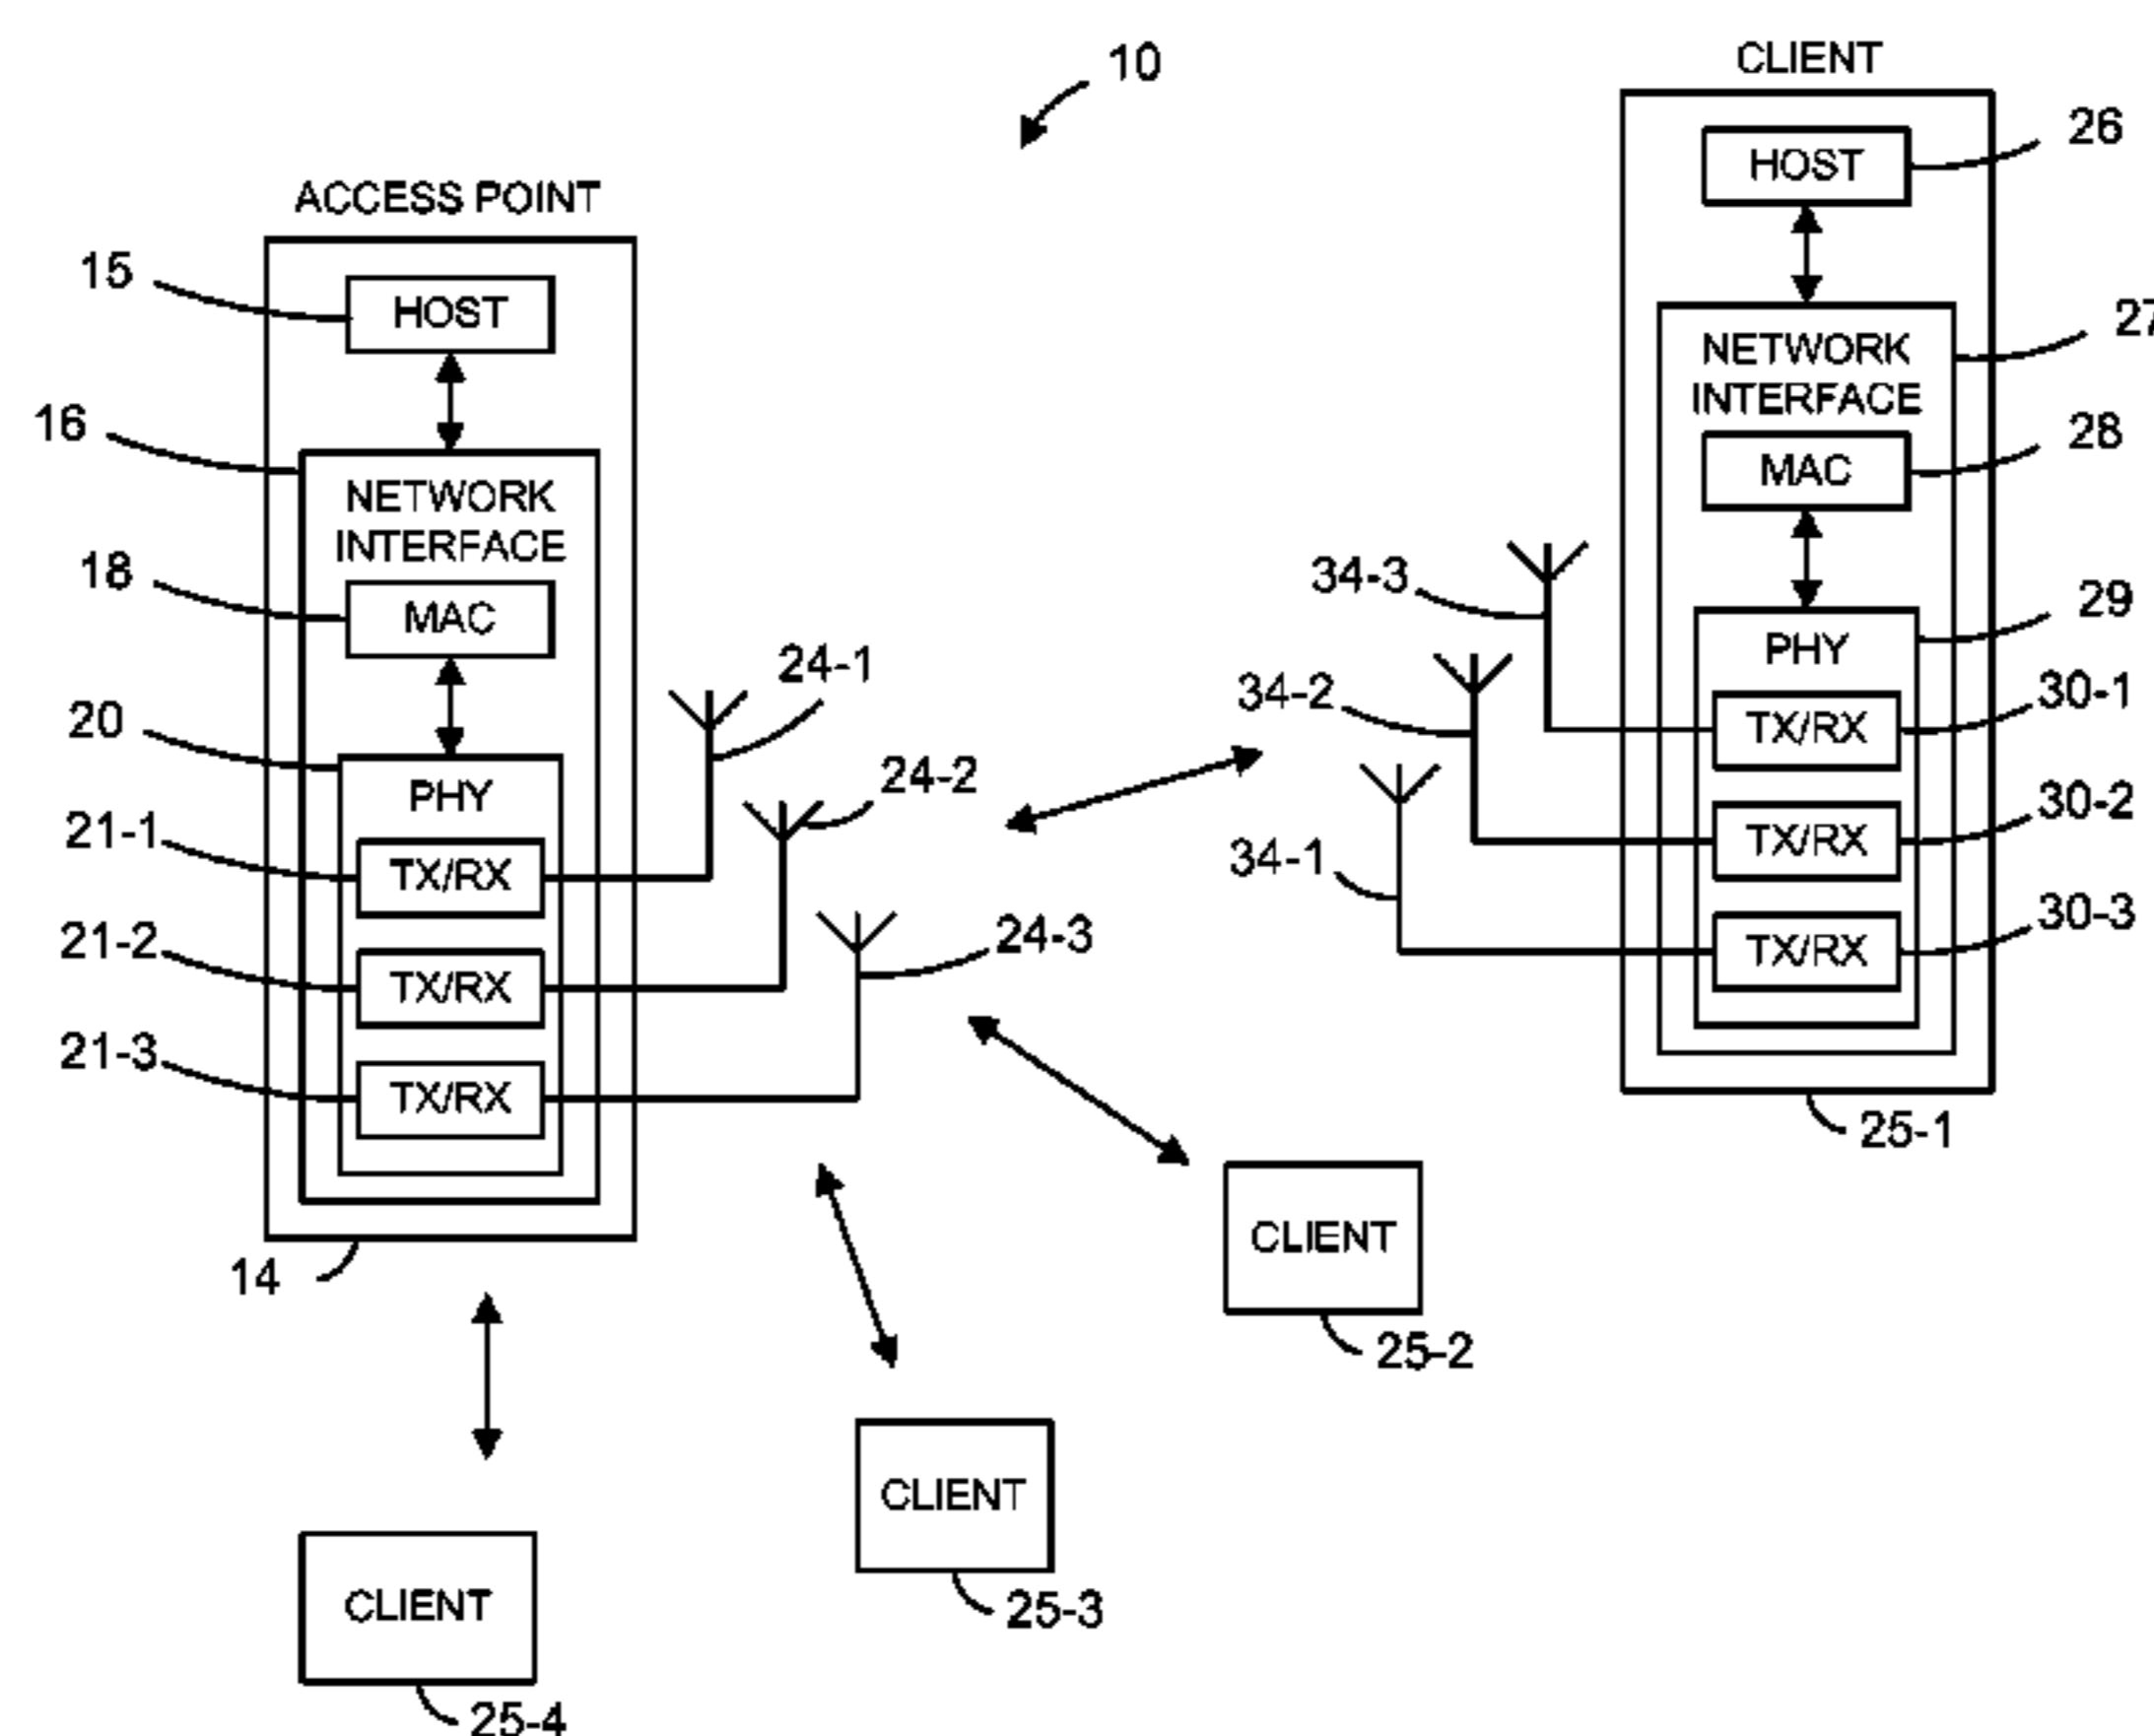 10
ACCESS POINT
15
HOST
16
NETWORK
INTERFACE
18
MAC
20
PHY
21-1
TX/RX
21-2
TX/RX
21-3
TX/RX
14
24-1
24-2
24-3
CLIENT
26
HOST
27
NETWORK
INTERFACE
28
MAC
29
PHY
34-3
TX/RX
30-1
34-2
TX/RX
30-2
34-1
TX/RX
30-3
25-1
CLIENT
25-2
CLIENT
25-3
CLIENT
25-4